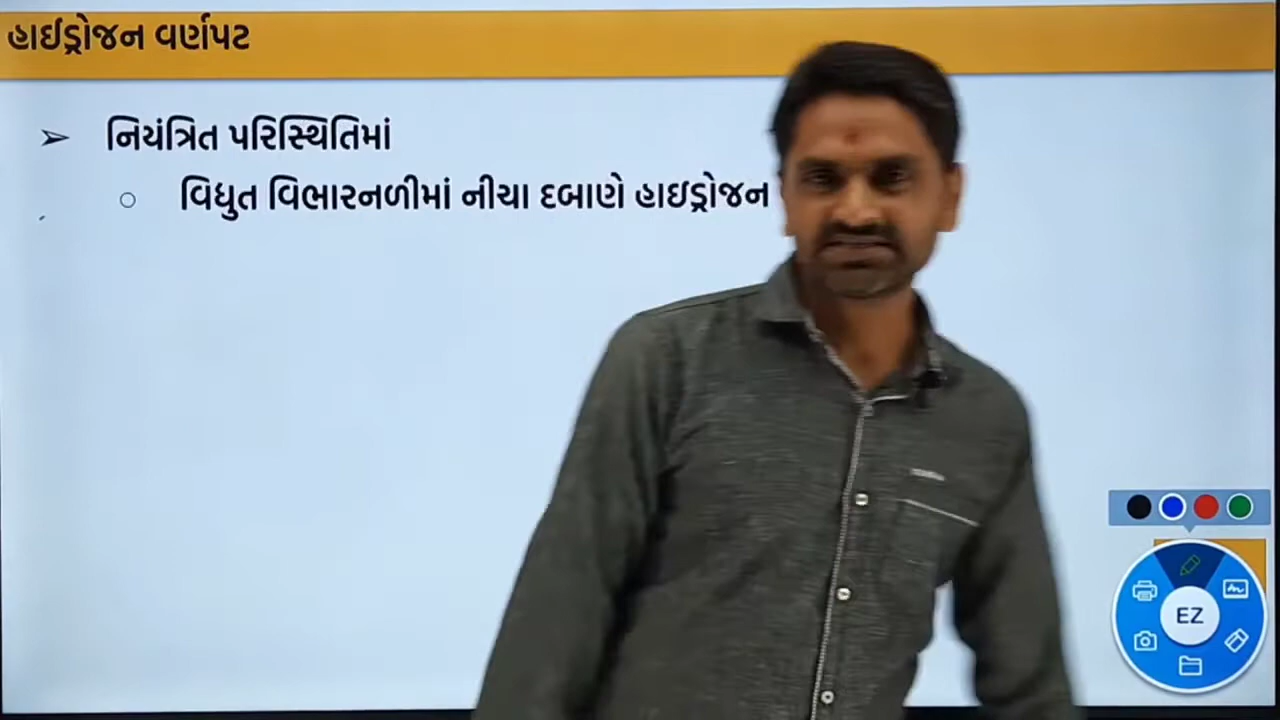 હાઈડ્રોજન વર્ણપટ
➢ નિયંત્રિત પરિસ્થિતિમાં
○ વિદ્યુત વિભારનળીમાં નીચા દબાણે હાઇડ્રોજન
EZ